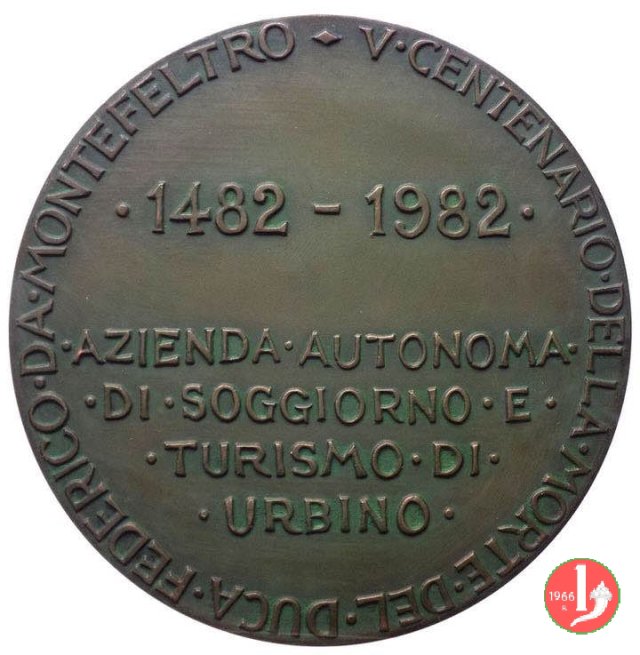 V·CENTENARIO·DELLA·MORTE·DEL·DUCA·FEDERICO·DA·MONTEFELTRO
·1482 – 1982·
·AZIENDA·AUTONOMA·
·DI·SOGGIORNO·E·
·TURISMO·DI·
·URBINO·
1966